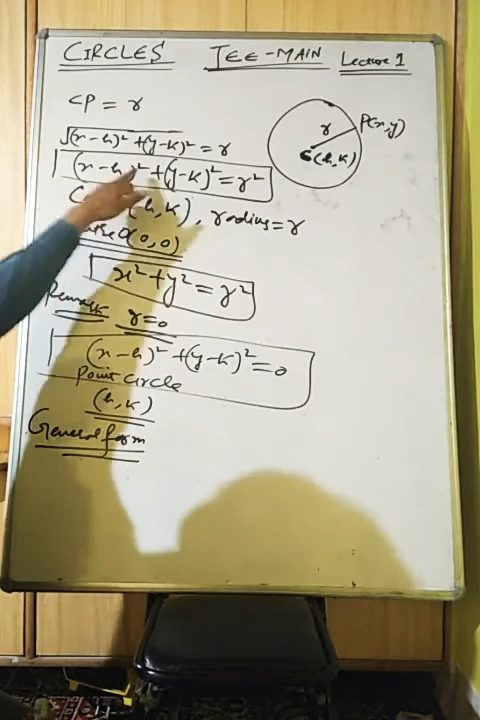 CIRCLES JEE-MAIN Lecture 1
CP = r
√(x-h)² + (y-k)² = r
(x-h)² + (y-k)² = r²
(h, k), radius = r
(0,0)
x² + y² = r²
Remark r=0
(x-h)² + (y-k)² = 0
Point circle
(h, k)
General form
P(x,y)
r
C(h,k)